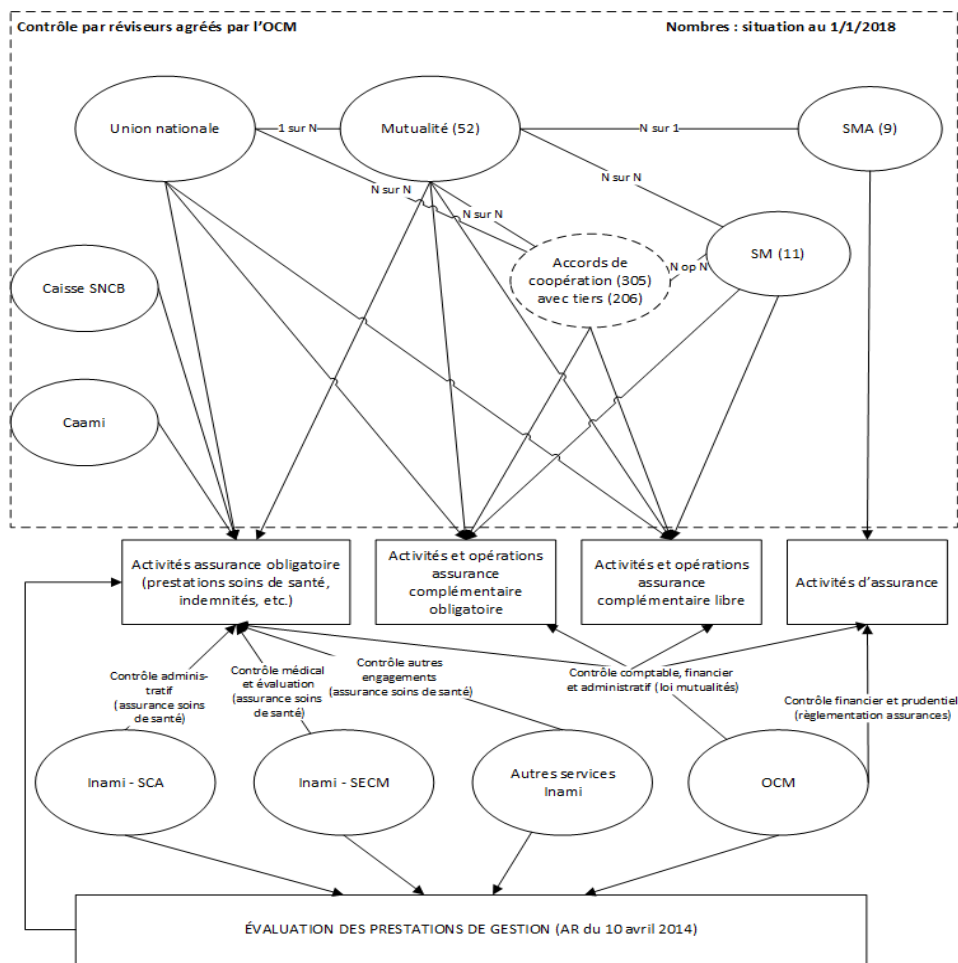 Contrôle par réviseurs agréés par l’OCM
Nombres : situation au 1/1/2018
Union nationale
1 sur N
Mutualité (52)
N sur 1
SMA (9)
N sur N
N sur N
N sur N
Caisse SNCB
Accords de
coopération (305)
avec tiers (206)
N op N
SM (11)
Caami
Activités assurance obligatoire
(prestations soins de santé,
indemnités, etc.)
Activités et opérations
assurance
complémentaire
obligatoire
Activités et opérations
assurance
complémentaire libre
Activités d’assurance
Contrôle adminis-
tratif
(assurance soins
de santé)
Contrôle médical
et évaluation
(assurance soins
de santé)
Contrôle autres
engagements
(assurance soins de santé)
Contrôle comptable, financier
et administratif (loi mutualités)
Contrôle financier et prudentiel
(règlementation assurances)
Inami - SCA
Inami - SECM
Autres services
Inami
OCM
ÉVALUATION DES PRESTATIONS DE GESTION (AR du 10 avril 2014)